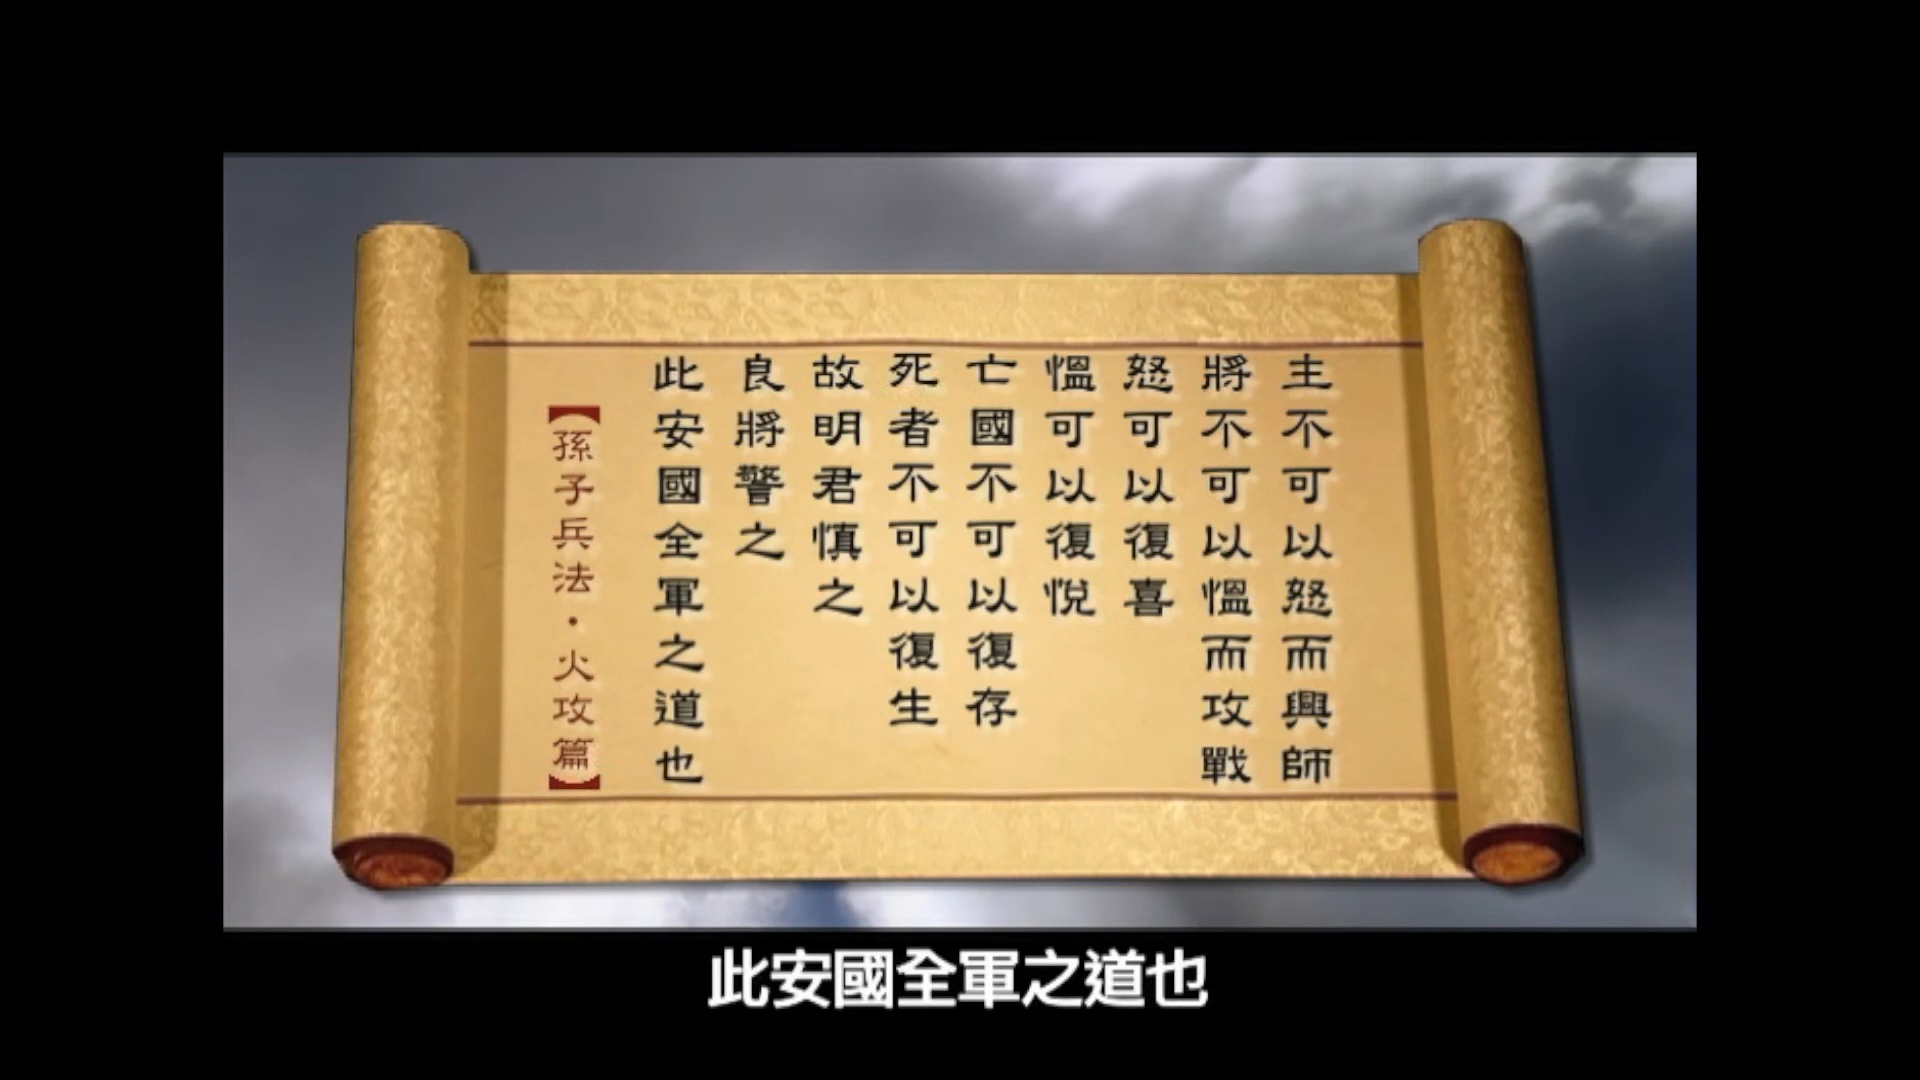 主不可以怒而興師
將不可以慍而攻戰
怒可以復喜
慍可以復悅
亡國不可以復存
死者不可以復生
故明君慎之
良將警之
此安國全軍之道也
【孫子兵法・火攻篇】
此安國全軍之道也